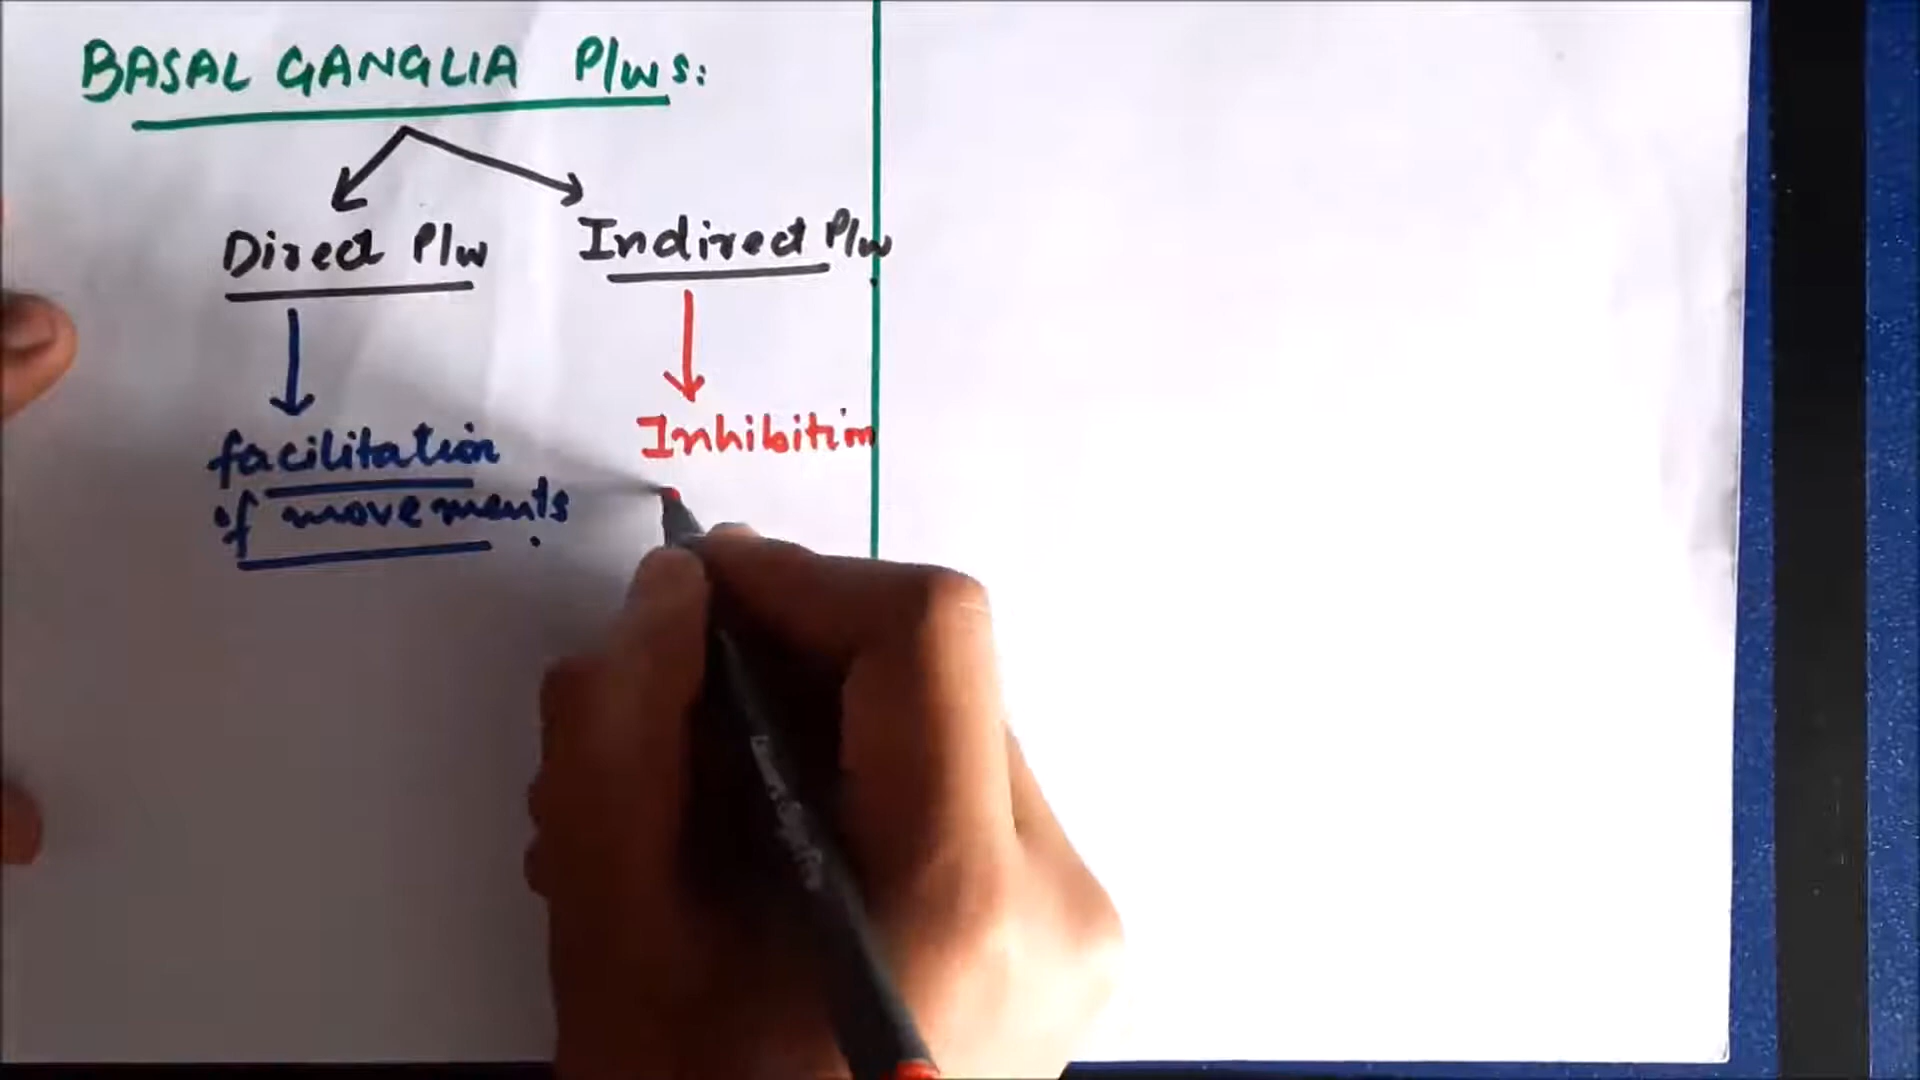 BASAL GANGLIA P/ws:
Direct P/w
Indirect P/w
facilitation
of movements.
Inhibition